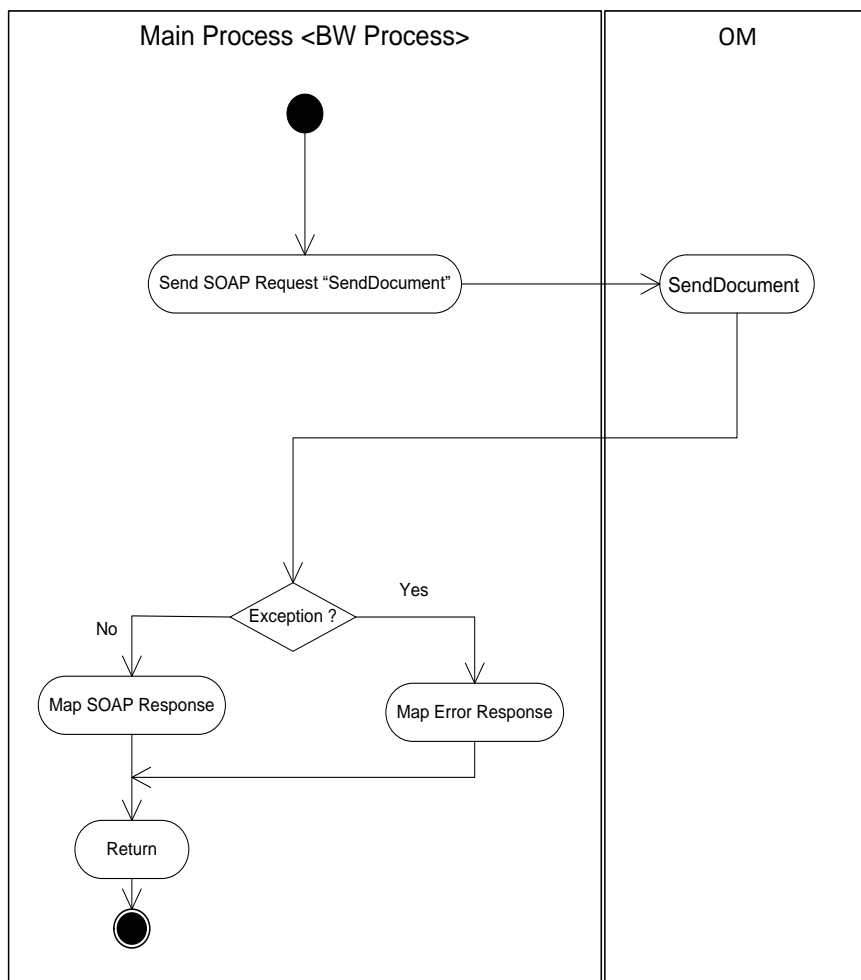 Main Process <BW Process>
OM
Send SOAP Request “SendDocument”
SendDocument
Exception ?
Yes
No
Map SOAP Response
Map Error Response
Return